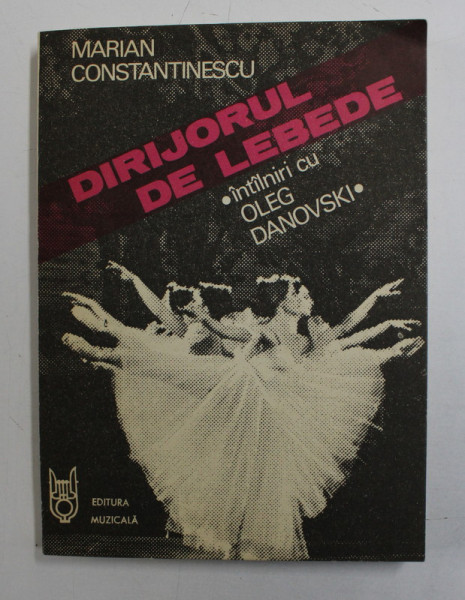 MARIAN
CONSTANTINESCU
DIRIJORUL
DE LEBEDE
•întîlniri cu
OLEG
DANOVSKI•
EDITURA
MUZICALĂ